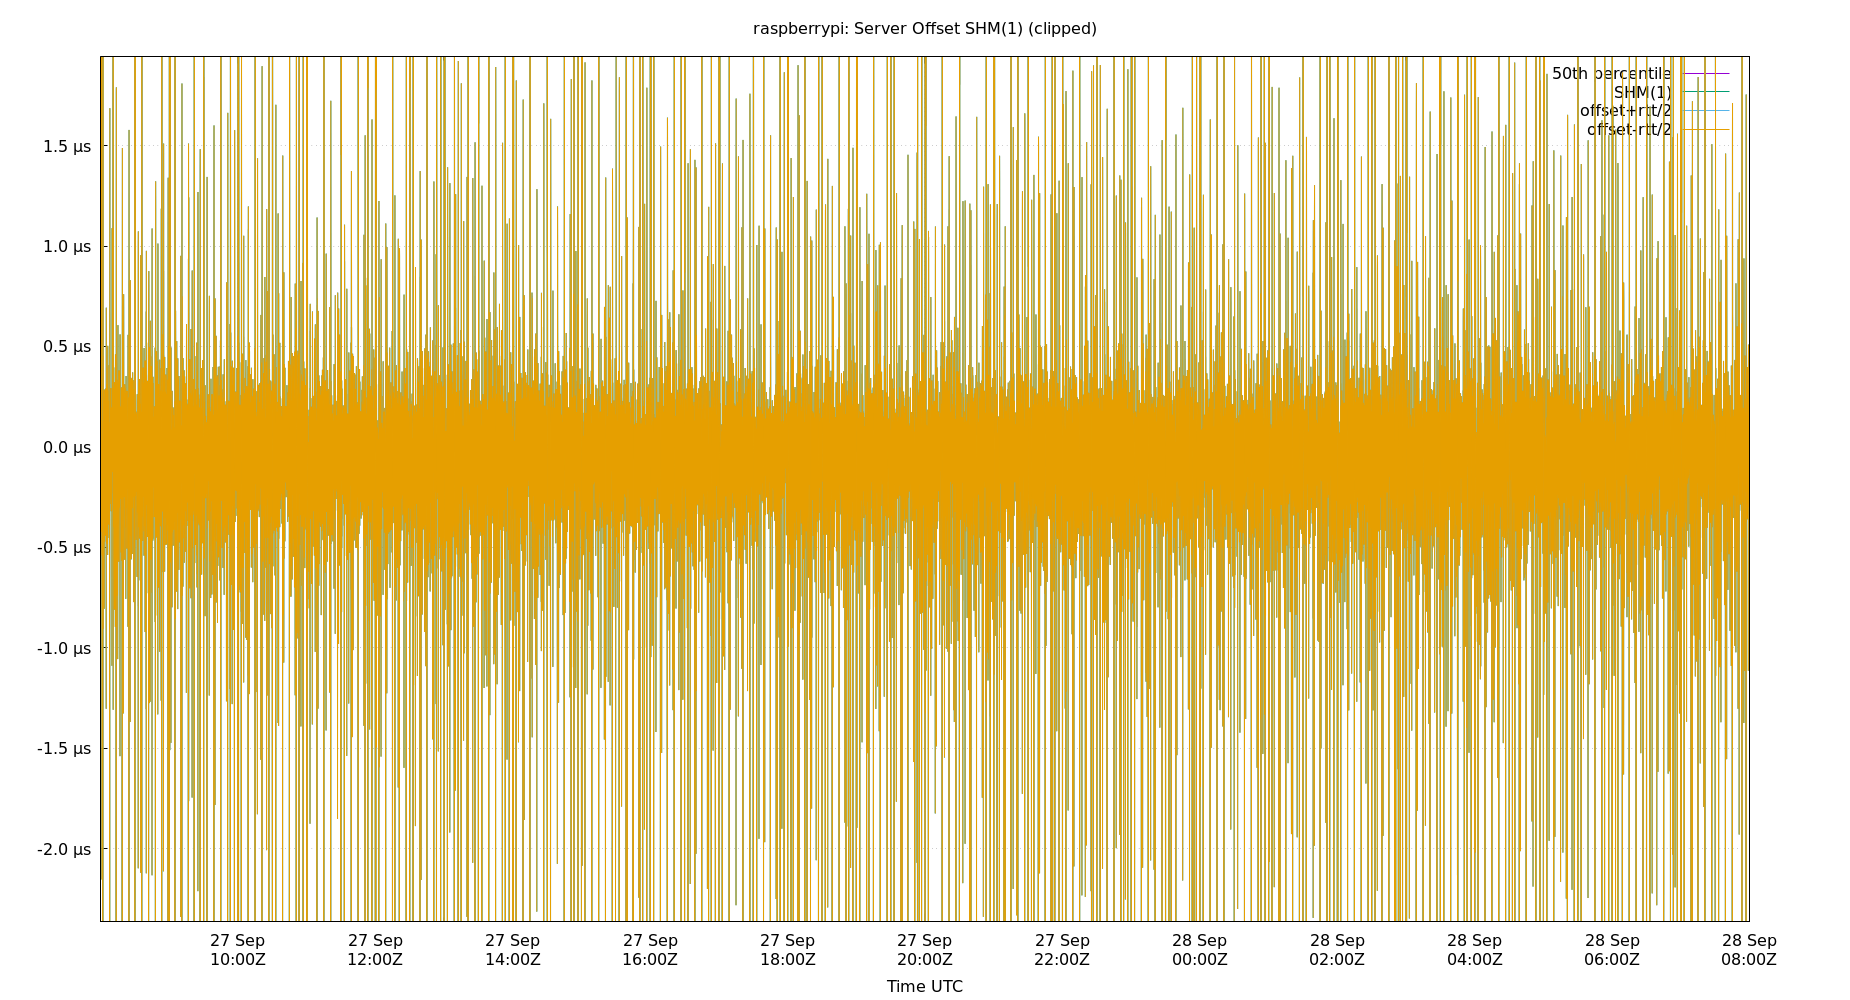 raspberrypi: Server Offset SHM(1) (clipped)
50th percentile
SHM(1)
offset+rtt/2
offset-rtt/2
1.5 µs
1.0 µs
0.5 µs
0.0 µs
-0.5 µs
-1.0 µs
-1.5 µs
-2.0 µs
27 Sep 27 Sep 27 Sep 27 Sep 27 Sep 27 Sep 27 Sep 28 Sep 28 Sep 28 Sep 28 Sep 28 Sep
10:00Z 12:00Z 14:00Z 16:00Z 18:00Z 20:00Z 22:00Z 00:00Z 02:00Z 04:00Z 06:00Z 08:00Z
Time UTC